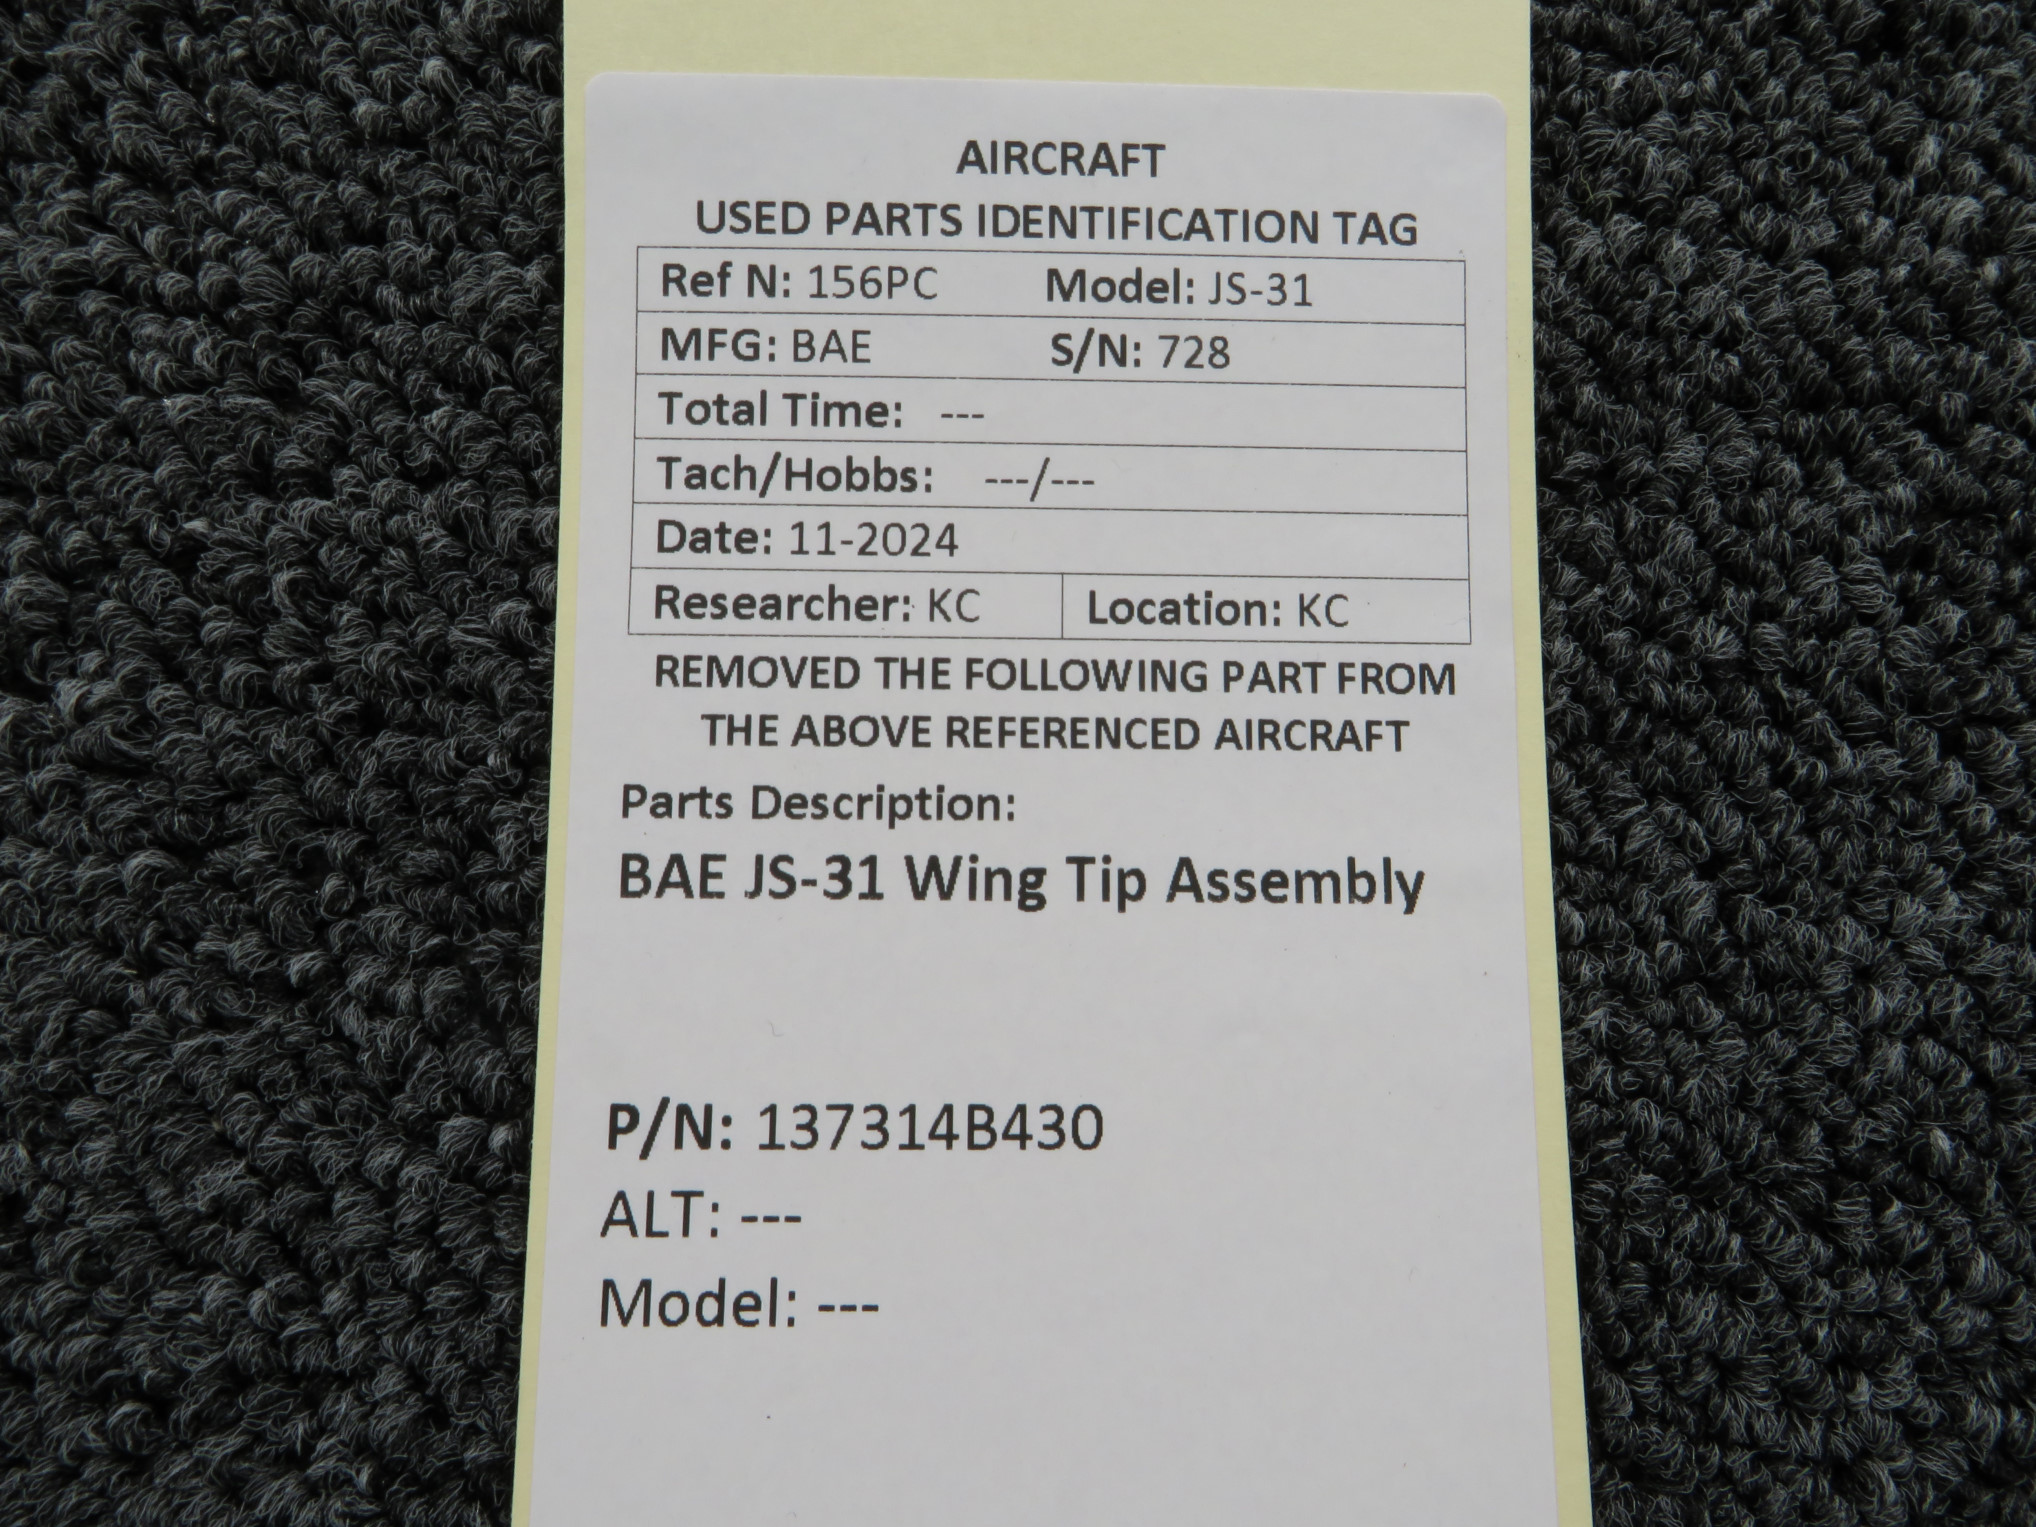 AIRCRAFT
USED PARTS IDENTIFICATION TAG
Ref N: 156PC Model: JS-31
MFG: BAE S/N: 728
Total Time: ---
Tach/Hobbs: ---/---
Date: 11-2024
Researcher: KC Location: KC
REMOVED THE FOLLOWING PART FROM
THE ABOVE REFERENCED AIRCRAFT
Parts Description:
BAE JS-31 Wing Tip Assembly
P/N: 137314B430
ALT: ---
Model: ---